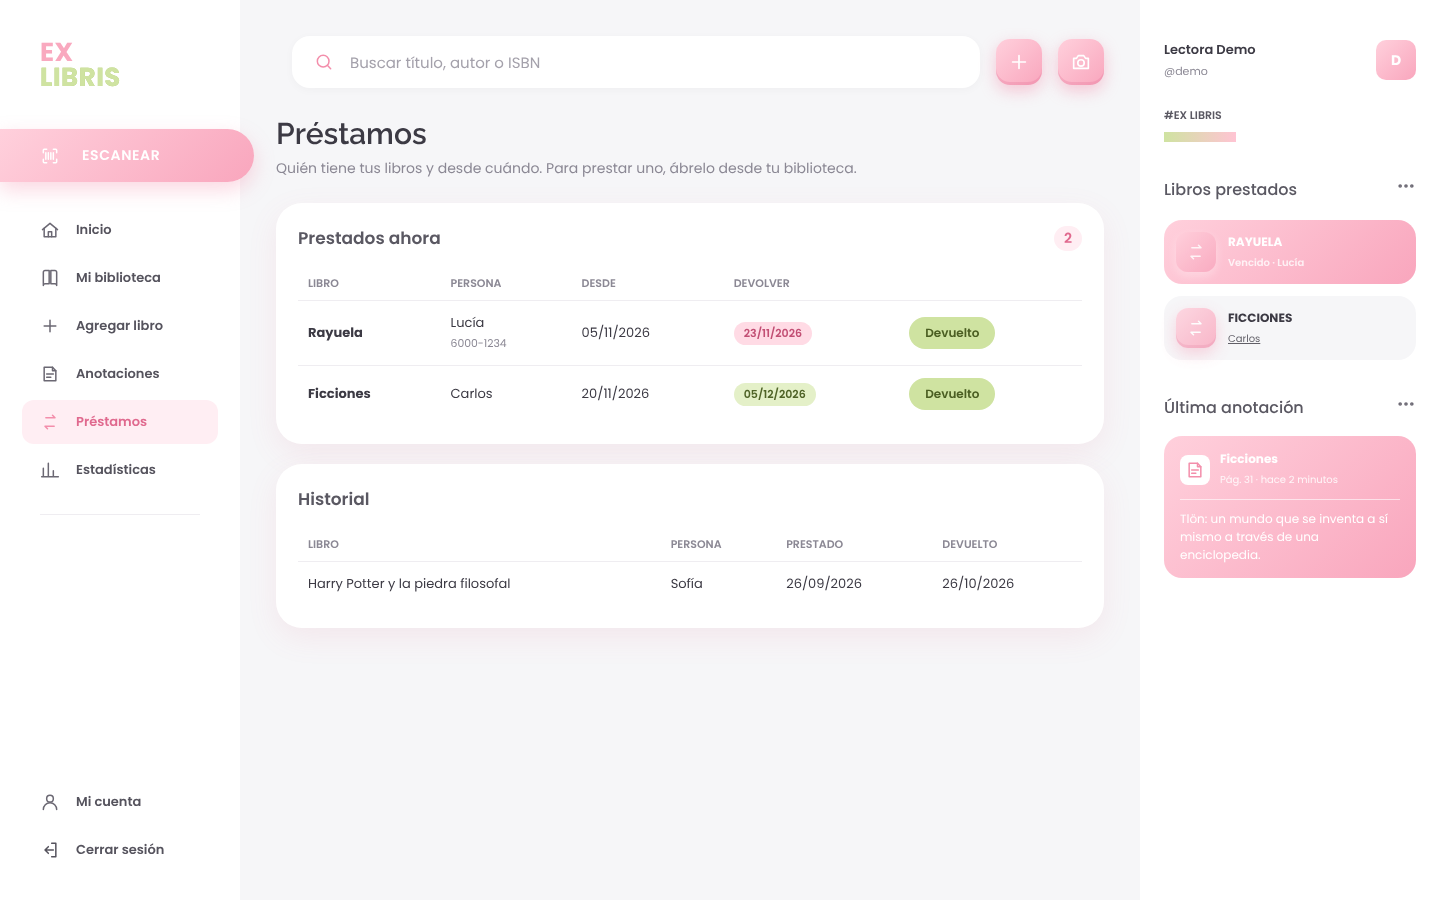 EX
LIBRIS
ESCANEAR
Inicio
Mi biblioteca
Agregar libro
Anotaciones
Préstamos
Estadísticas
Mi cuenta
Cerrar sesión
Buscar título, autor o ISBN
Préstamos
Quién tiene tus libros y desde cuándo. Para prestar uno, ábrelo desde tu biblioteca.
Prestados ahora 2
LIBRO PERSONA DESDE DEVOLVER
Rayuela Lucía 05/11/2026 23/11/2026 Devuelto
6000-1234
Ficciones Carlos 20/11/2026 05/12/2026 Devuelto
Historial
LIBRO PERSONA PRESTADO DEVUELTO
Harry Potter y la piedra filosofal Sofía 26/09/2026 26/10/2026
Lectora Demo
@demo
D
#EX LIBRIS
Libros prestados
RAYUELA
Vencido · Lucía
FICCIONES
Carlos
Última anotación
Ficciones
Pág. 31 · hace 2 minutos
Tlön: un mundo que se inventa a sí
mismo a través de una
enciclopedia.